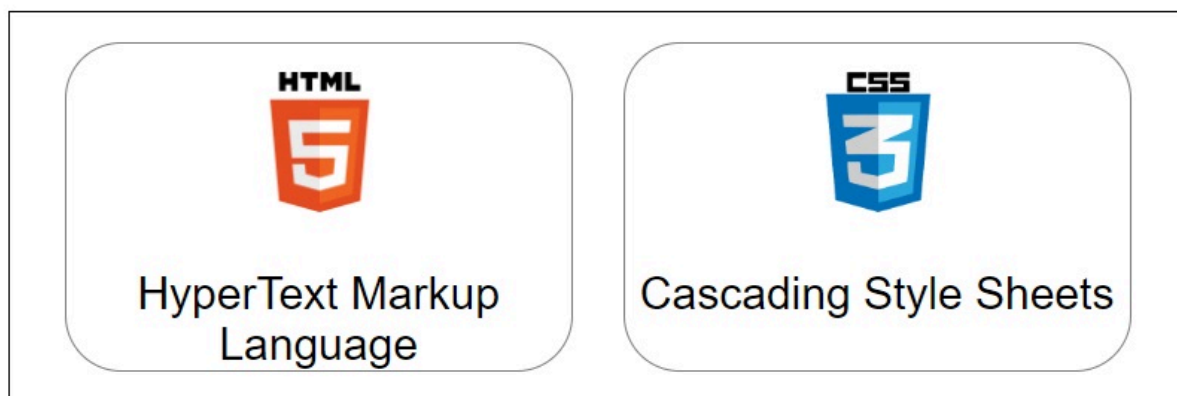 HTML
5
HyperText Markup
Language
CSS
3
Cascading Style Sheets